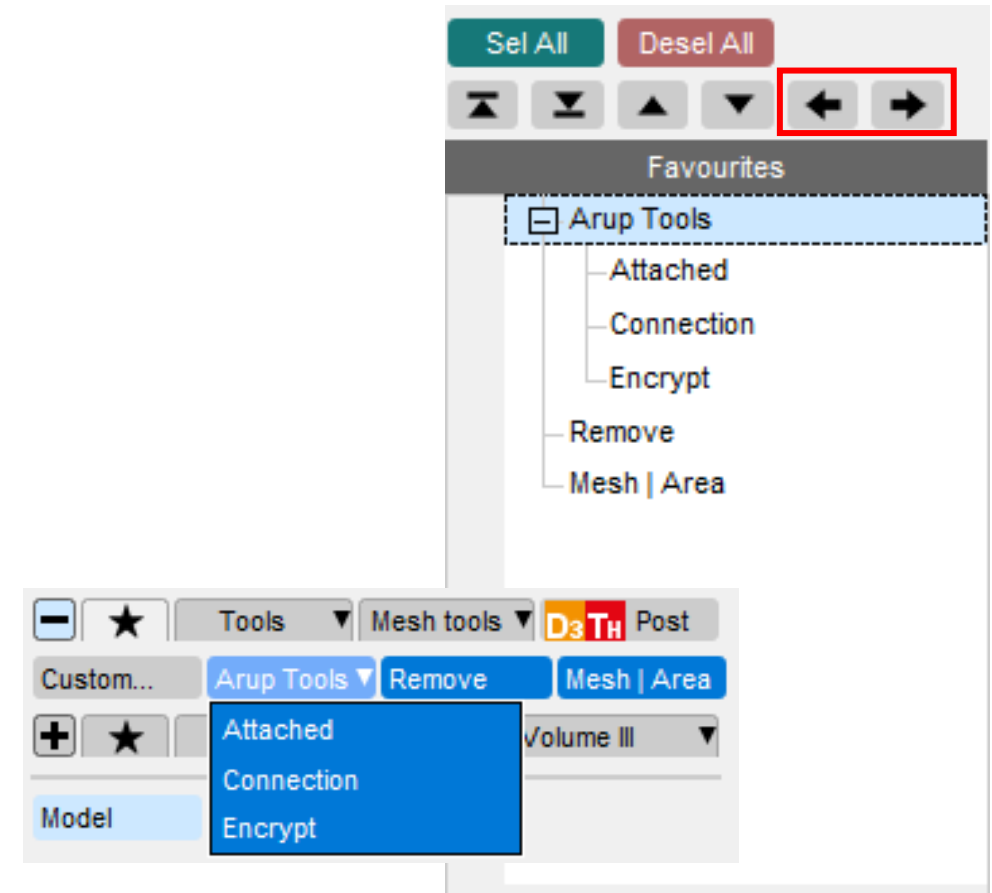 Sel All Desel All
Favourites
Arup Tools
Attached
Connection
Encrypt
Remove
Mesh | Area
Tools Mesh tools D3 TH Post
Custom... Arup Tools Remove Mesh | Area
Attached
Volume III
Connection
Model
Encrypt